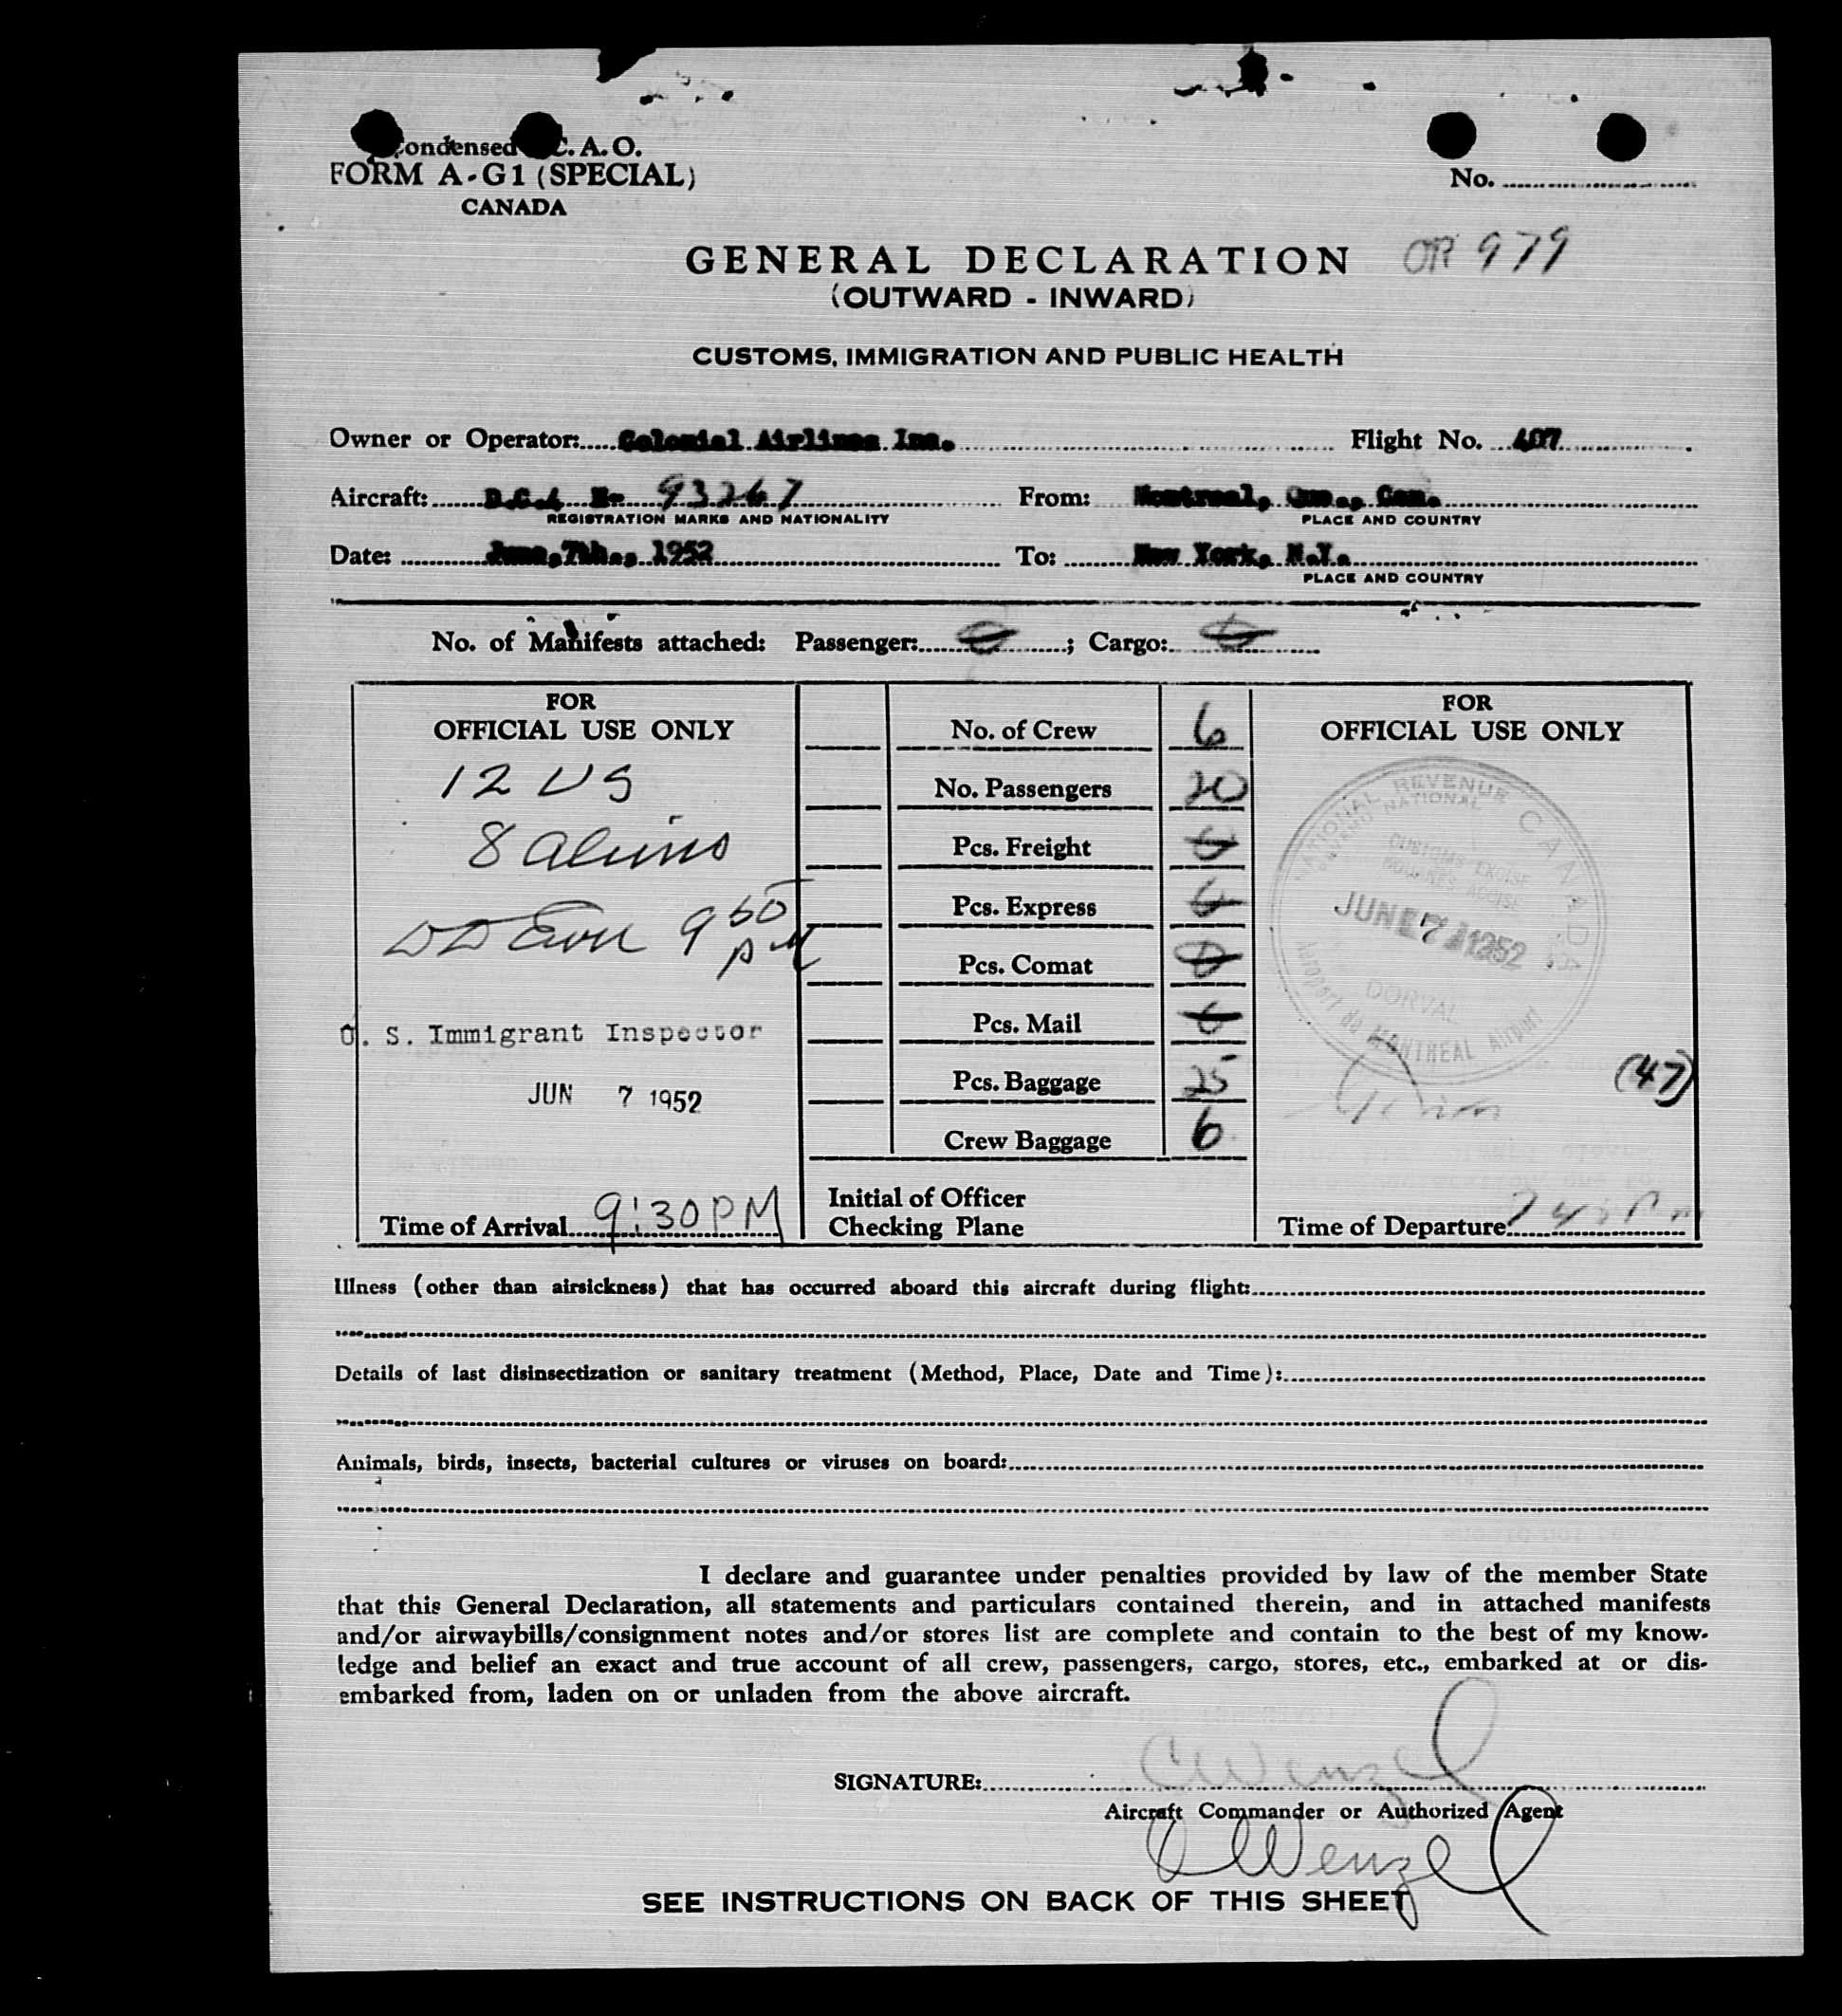 Condensed C. A. O.
FORM A-G1 (SPECIAL)
CANADA
No.
GENERAL DECLARATION OR 979
(OUTWARD - INWARD)
CUSTOMS, IMMIGRATION AND PUBLIC HEALTH
Owner or Operator: Colonial Airlines Inc. Flight No. 407
Aircraft: D.C.4 N- 93267 From: Montreal, Que., Can.
REGISTRATION MARKS AND NATIONALITY PLACE AND COUNTRY
Date: June, 7th., 1952 To: New York, N.Y.
PLACE AND COUNTRY
No. of Manifests attached: Passenger: 0; Cargo: 0
FOR
OFFICIAL USE ONLY
12 US
8 aliens
9 50
PM
U. S. Immigrant Inspector
JUN 7 1952
Time of Arrival 9:30 PM
No. of Crew 6
No. Passengers 20
Pcs. Freight 0
Pcs. Express 0
Pcs. Comat 0
Pcs. Mail 0
Pcs. Baggage 25
Crew Baggage 6
Initial of Officer
Checking Plane
FOR
OFFICIAL USE ONLY
NATIONAL REVENUE CANADA
REVENU NATIONAL
CUSTOMS EXCISE
DOUANES ACCISE
JUNE 7 1952
DORVAL
Aéroport de MONTREAL Airport
(47)
Time of Departure
Illness (other than airsickness) that has occurred aboard this aircraft during flight:
Details of last disinsectization or sanitary treatment (Method, Place, Date and Time):
Animals, birds, insects, bacterial cultures or viruses on board:
I declare and guarantee under penalties provided by law of the member State
that this General Declaration, all statements and particulars contained therein, and in attached manifests
and/or airwaybills/consignment notes and/or stores list are complete and contain to the best of my know-
ledge and belief an exact and true account of all crew, passengers, cargo, stores, etc., embarked at or dis-
embarked from, laden on or unladen from the above aircraft.
SIGNATURE: C Wenzel
Aircraft Commander or Authorized Agent
C Wenzel
SEE INSTRUCTIONS ON BACK OF THIS SHEET